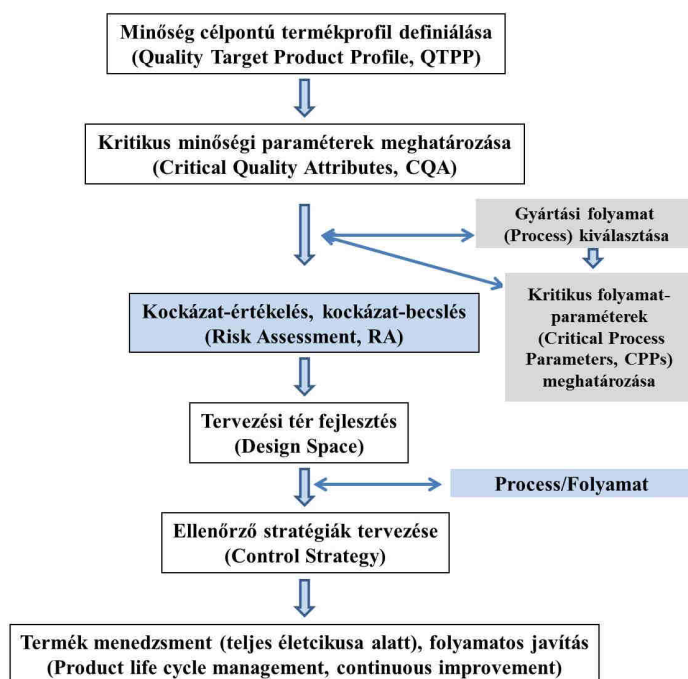 Minőség célpontú termékprofil definiálása
(Quality Target Product Profile, QTPP)
Kritikus minőségi paraméterek meghatározása
(Critical Quality Attributes, CQA)
Gyártási folyamat
(Process) kiválasztása
Kritikus folyamat-
paraméterek
(Critical Process
Parameters, CPPs)
meghatározása
Kockázat-értékelés, kockázat-becslés
(Risk Assessment, RA)
Tervezési tér fejlesztés
(Design Space)
Process/Folyamat
Ellenőrző stratégiák tervezése
(Control Strategy)
Termék menedzsment (teljes életcikusa alatt), folyamatos javítás
(Product life cycle management, continuous improvement)